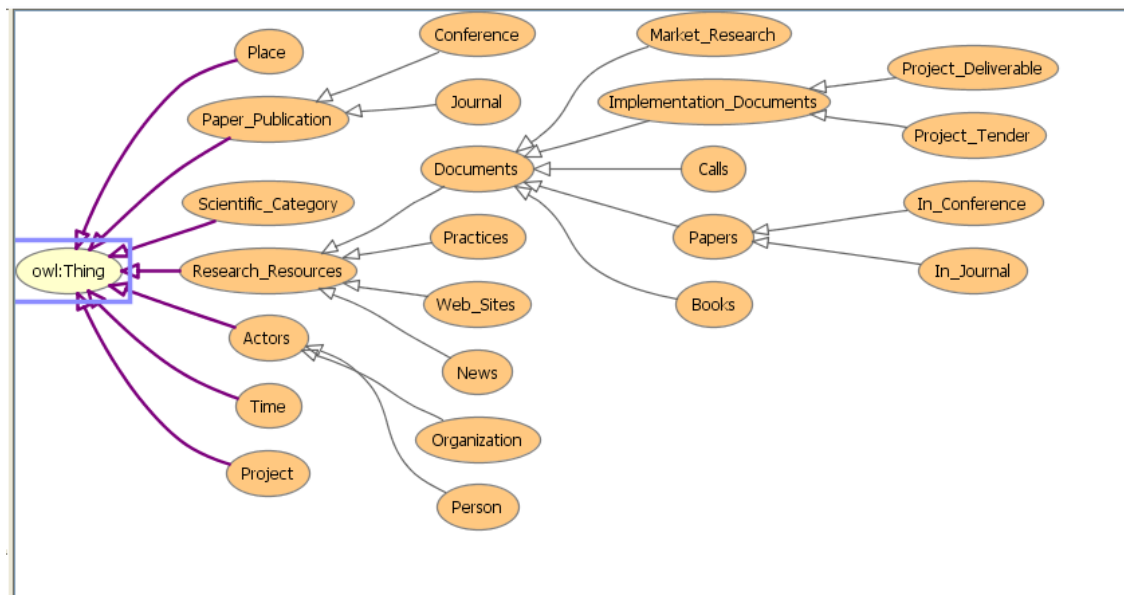 Place
Conference
Market_Research
Project_Deliverable
Paper_Publication
Journal
Implementation_Documents
Project_Tender
Documents
Calls
Scientific_Category
In_Conference
Practices
Papers
owl:Thing
Research_Resources
In_Journal
Web_Sites
Books
Actors
News
Time
Organization
Project
Person